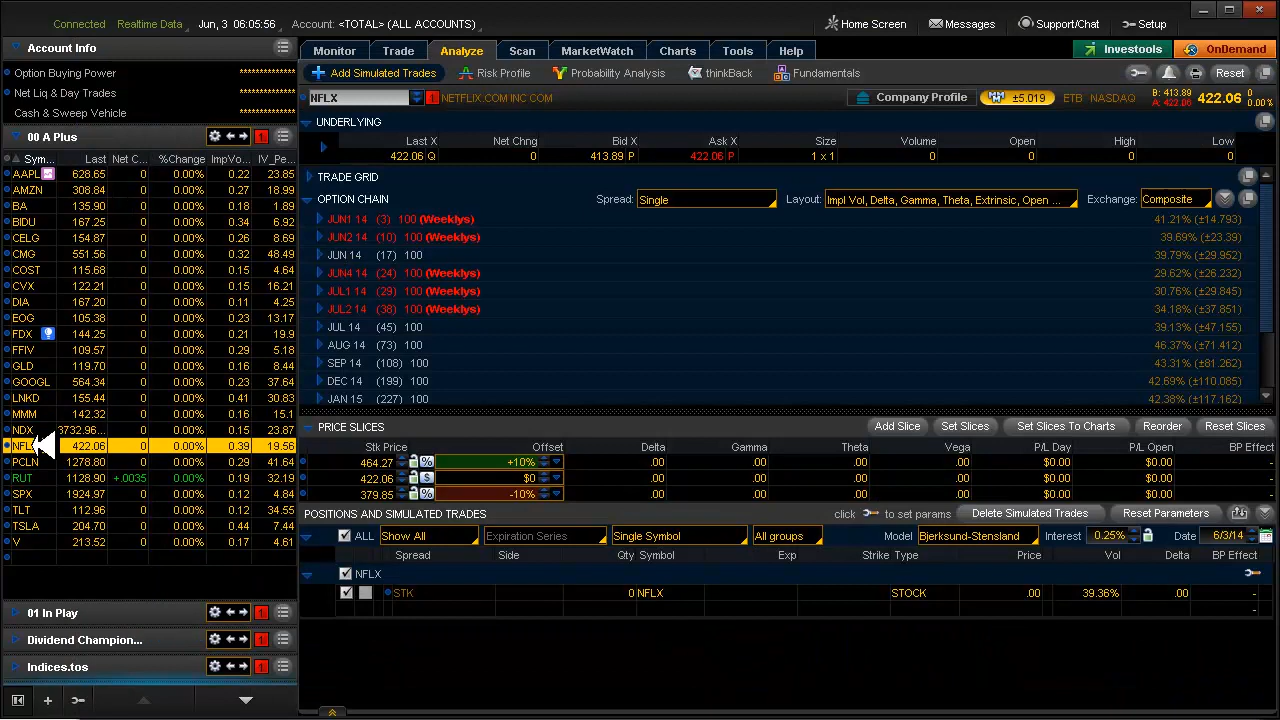 Connected Realtime Data Jun, 3 06:05:56 Account: <TOTAL> (ALL ACCOUNTS) Home Screen Messages Support/Chat Setup
Account Info
Option Buying Power *************
Net Liq & Day Trades *************
Cash & Sweep Vehicle *************
00 A Plus 1
Sym... Last Net C... %Change ImpVo... IV_Pe...
AAPL 628.65 0 0.00% 0.22 23.85
AMZN 308.84 0 0.00% 0.27 18.99
BA 135.90 0 0.00% 0.18 1.89
BIDU 167.25 0 0.00% 0.34 6.92
CELG 154.87 0 0.00% 0.26 8.69
CMG 551.56 0 0.00% 0.32 48.49
COST 115.68 0 0.00% 0.15 4.64
CVX 122.21 0 0.00% 0.15 16.21
DIA 167.20 0 0.00% 0.11 4.25
EOG 105.38 0 0.00% 0.23 13.17
FDX 144.25 0 0.00% 0.21 19.9
FFIV 109.57 0 0.00% 0.29 5.18
GLD 119.70 0 0.00% 0.16 8.44
GOOGL 564.34 0 0.00% 0.23 37.64
LNKD 155.44 0 0.00% 0.41 30.83
MMM 142.32 0 0.00% 0.16 15.1
NDX 3732.96... 0 0.00% 0.15 23.87
NFL 422.06 0 0.00% 0.39 19.56
PCLN 1278.80 0 0.00% 0.29 41.64
RUT 1128.90 +.0035 0.00% 0.19 32.19
SPX 1924.97 0 0.00% 0.12 4.84
TLT 112.96 0 0.00% 0.12 34.55
TSLA 204.70 0 0.00% 0.44 7.44
V 213.52 0 0.00% 0.17 4.61
01 In Play 1
Dividend Champion... 1
Indices.tos 1
Monitor Trade Analyze Scan MarketWatch Charts Tools Help Investools OnDemand
Add Simulated Trades Risk Profile Probability Analysis thinkBack Fundamentals Reset
NFLX 1 NETFLIX.COM INC COM Company Profile ±5.019 ETB NASDAQ B: 413.89 A: 422.06 422.06 0 0.00%
UNDERLYING
Last X Net Chng Bid X Ask X Size Volume Open High Low
422.06 Q 0 413.89 P 422.06 P 1 x 1 0 0 0 0
TRADE GRID
OPTION CHAIN Spread: Single Layout: Impl Vol, Delta, Gamma, Theta, Extrinsic, Open ... Exchange: Composite
JUN1 14 (3) 100 (Weeklys) 41.21% (±14.793)
JUN2 14 (10) 100 (Weeklys) 39.69% (±23.39)
JUN 14 (17) 100 39.79% (±29.952)
JUN4 14 (24) 100 (Weeklys) 29.62% (±26.232)
JUL1 14 (29) 100 (Weeklys) 30.76% (±29.845)
JUL2 14 (38) 100 (Weeklys) 34.18% (±37.851)
JUL 14 (45) 100 39.13% (±47.155)
AUG 14 (73) 100 46.37% (±71.412)
SEP 14 (108) 100 43.31% (±81.262)
DEC 14 (199) 100 42.69% (±110.085)
JAN 15 (227) 100 42.38% (±117.162)
PRICE SLICES Add Slice Set Slices Set Slices To Charts Reorder Reset Slices
Stk Price Offset Delta Gamma Theta Vega P/L Day P/L Open BP Effect
464.27 % +10% .00 .00 .00 .00 $0.00 $0.00 -
422.06 $ $0 .00 .00 .00 .00 $0.00 $0.00 -
379.85 % -10% .00 .00 .00 .00 $0.00 $0.00 -
POSITIONS AND SIMULATED TRADES click to set params Delete Simulated Trades Reset Parameters
ALL Show All Expiration Series Single Symbol All groups Model Bjerksund-Stensland Interest 0.25% Date 6/3/14
Spread Side Qty Symbol Exp Strike Type Price Vol Delta BP Effect
NFLX -
STK 0 NFLX STOCK .00 39.36% .00 -
-